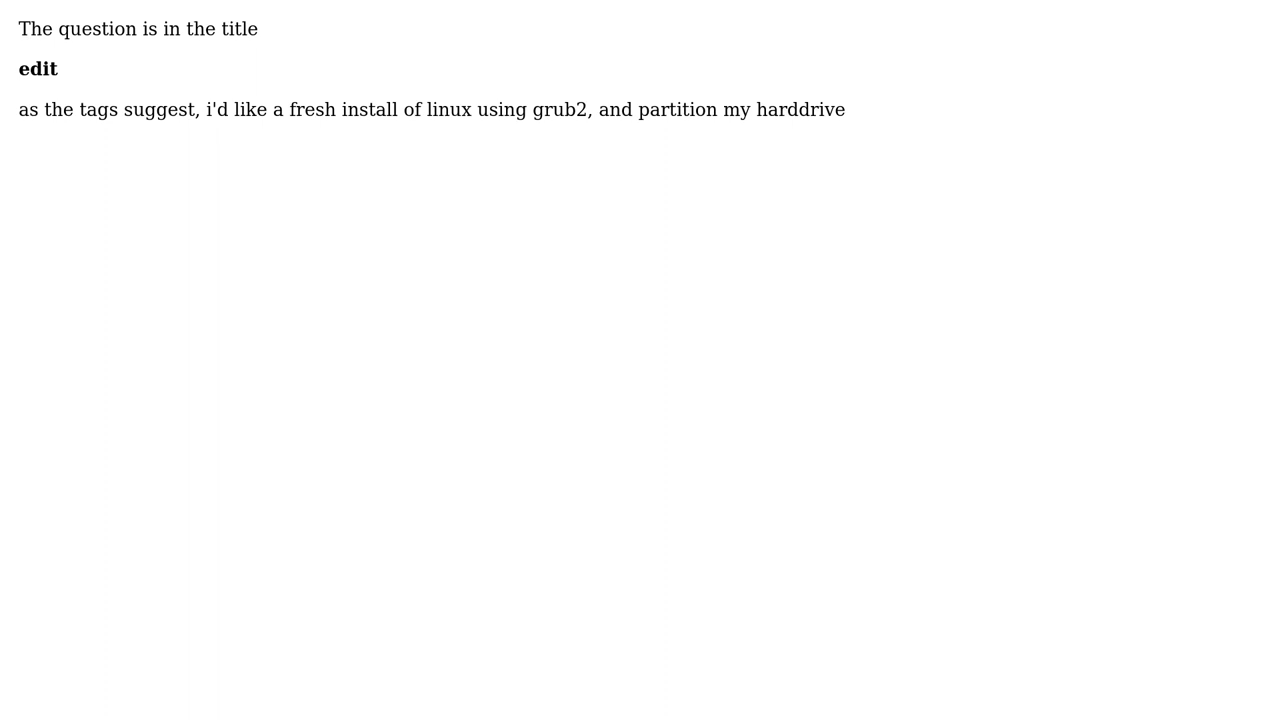 The question is in the title
edit
as the tags suggest, i'd like a fresh install of linux using grub2, and partition my harddrive